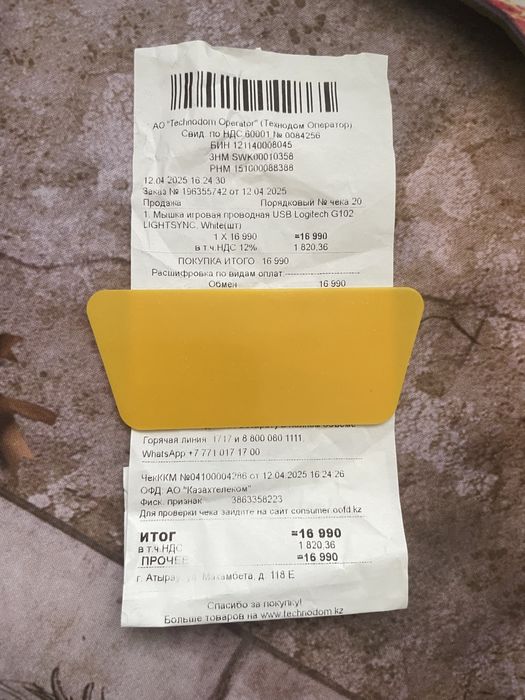 АО "Technodom Operator" (Технодом Оператор)
Свид. по НДС 60001 № 0084256
БИН 121140008045
ЗНМ SWK00010358
РНМ 151000088388
12.04.2025 16:24:30
Заказ № 196355742 от 12.04.2025
Продажа Порядковый № чека 20
1. Мышка игровая проводная USB Logitech G102
LIGHTSYNC, White(шт)
1 X 16 990 =16 990
в т.ч.НДС 12% 1 820,36
ПОКУПКА ИТОГО 16 990
Расшифровка по видам оплат
Обмен 16 990
Горячая линия 1717 и 8 800 080 1111,
WhatsApp +7 771 017 17 00
ЧекККМ №04100004286 от 12.04.2025 16:24:26
ОФД: АО "Казахтелеком"
Фиск. признак 3863358223
Для проверки чека зайдите на сайт consumer.oofd.kz
ИТОГ =16 990
в т.ч.НДС 1 820,36
ПРОЧЕЕ =16 990
г. Атырау, ул. Махамбета, д. 118 Е
Спасибо за покупку!
Больше товаров на www.technodom.kz